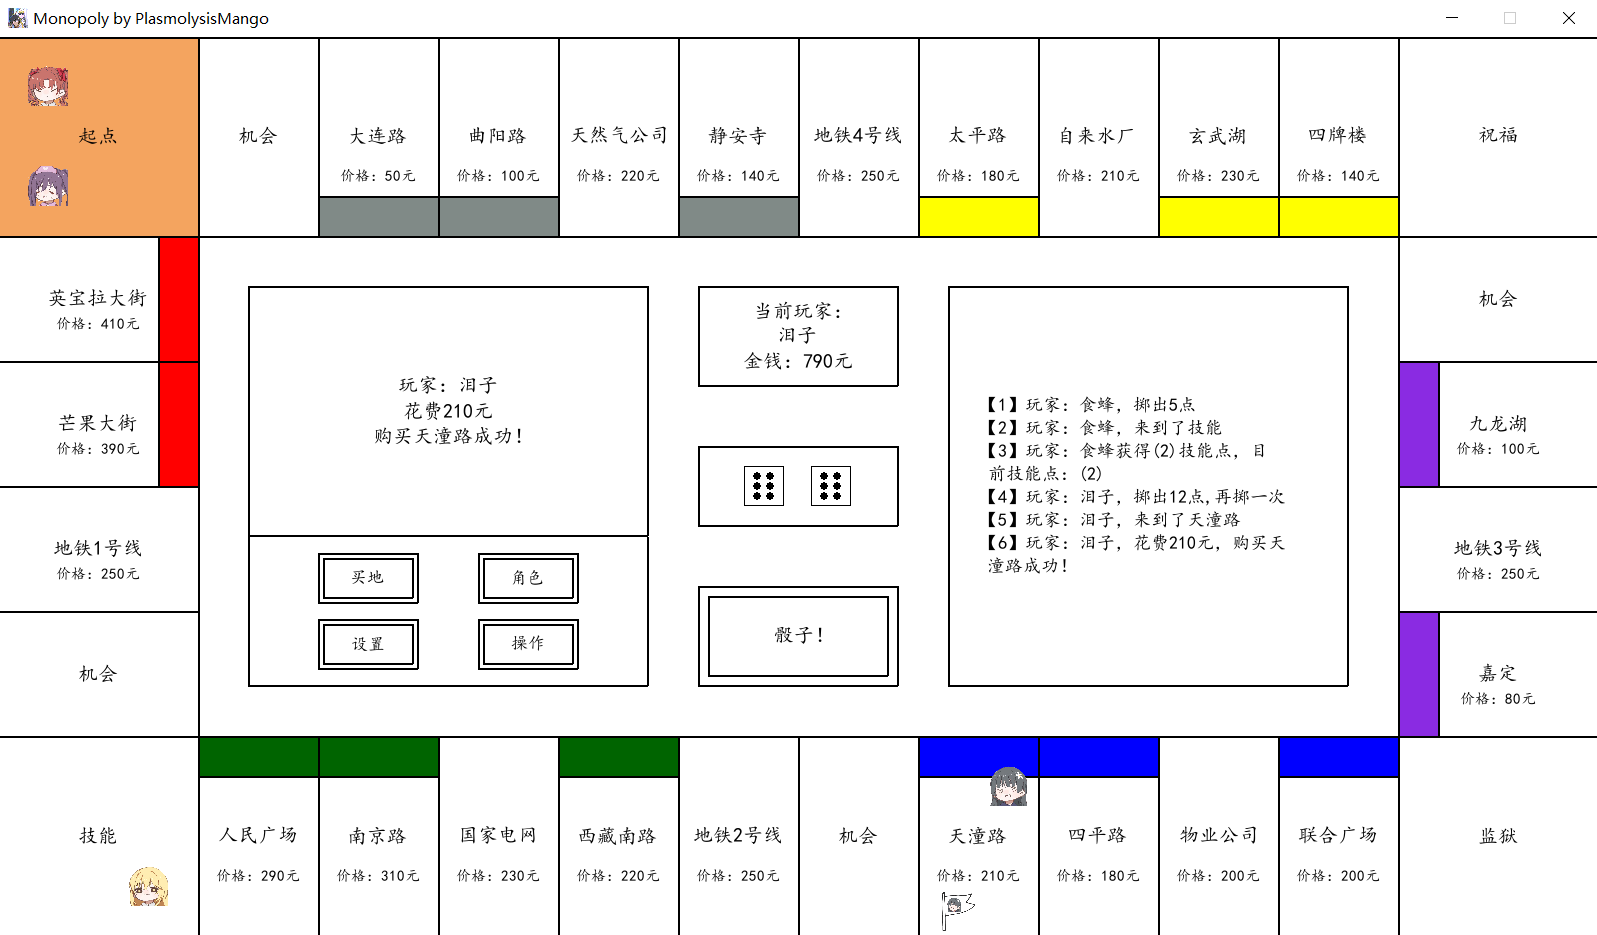 Monopoly by PlasmolysisMango
起点
机会
大连路
价格：50元
曲阳路
价格：100元
天然气公司
价格：220元
静安寺
价格：140元
地铁4号线
价格：250元
太平路
价格：180元
自来水厂
价格：210元
玄武湖
价格：230元
四牌楼
价格：140元
祝福
英宝拉大街
价格：410元
芒果大街
价格：390元
地铁1号线
价格：250元
机会
玩家：泪子
花费210元
购买天潼路成功！
买地
角色
设置
操作
当前玩家：
泪子
金钱：790元
骰子！
【1】玩家：食蜂，掷出5点
【2】玩家：食蜂，来到了技能
【3】玩家：食蜂获得(2)技能点，目
前技能点：(2)
【4】玩家：泪子，掷出12点,再掷一次
【5】玩家：泪子，来到了天潼路
【6】玩家：泪子，花费210元，购买天
潼路成功！
机会
九龙湖
价格：100元
地铁3号线
价格：250元
嘉定
价格：80元
技能
人民广场
价格：290元
南京路
价格：310元
国家电网
价格：230元
西藏南路
价格：220元
地铁2号线
价格：250元
机会
天潼路
价格：210元
四平路
价格：180元
物业公司
价格：200元
联合广场
价格：200元
监狱